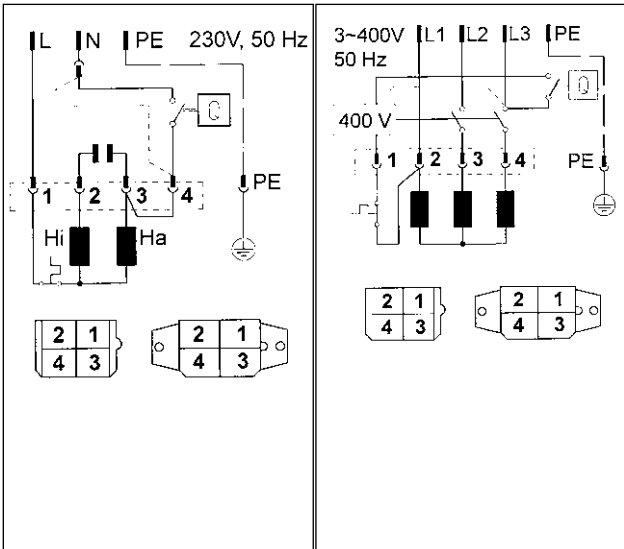 L N PE 230V, 50 Hz
Q
1 2 3 4 PE
Hi Ha
2 1 2 1
4 3 4 3
3~400V L1 L2 L3 PE
50 Hz
Q
400 V
1 2 3 4 PE
2 1 2 1
4 3 4 3